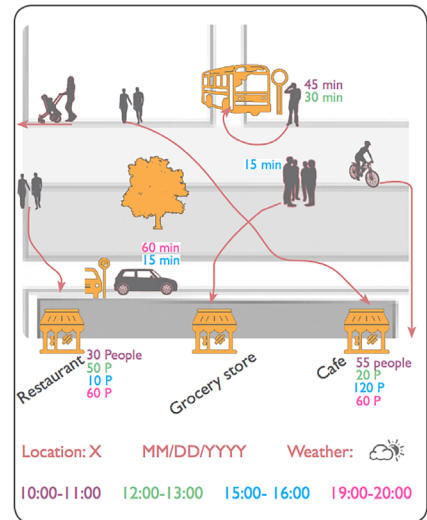 45 min
30 min
15 min
60 min
15 min
30 People
50 P
10 P
60 P
Restaurant
Grocery store
Cafe
55 people
20 P
120 P
60 P
Location: X MM/DD/YYYY Weather:
10:00-11:00 12:00-13:00 15:00- 16:00 19:00-20:00